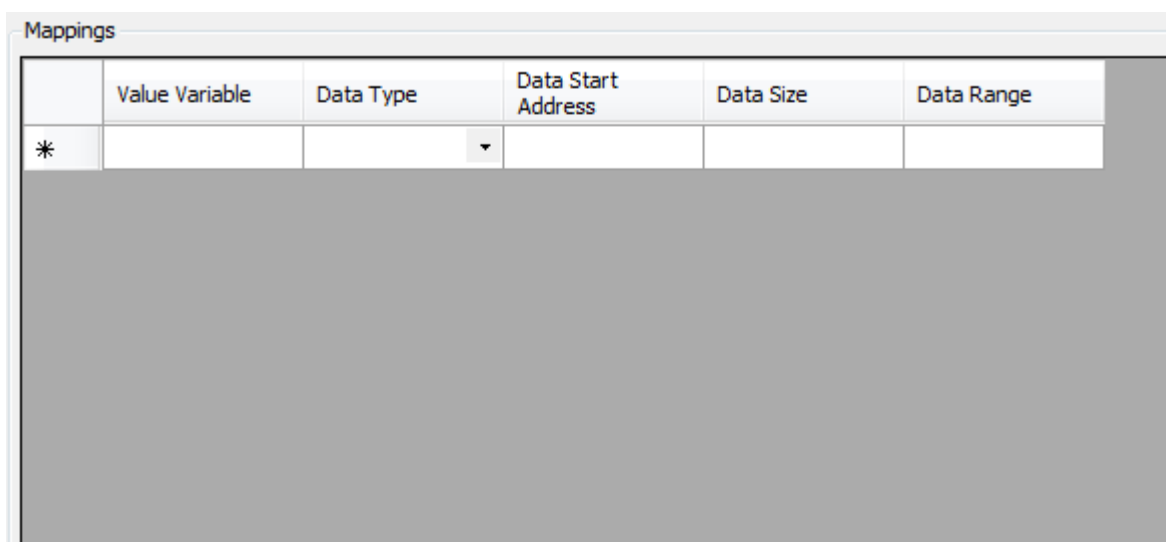 Mappings
Value Variable
Data Type
Data Start
Address
Data Size
Data Range